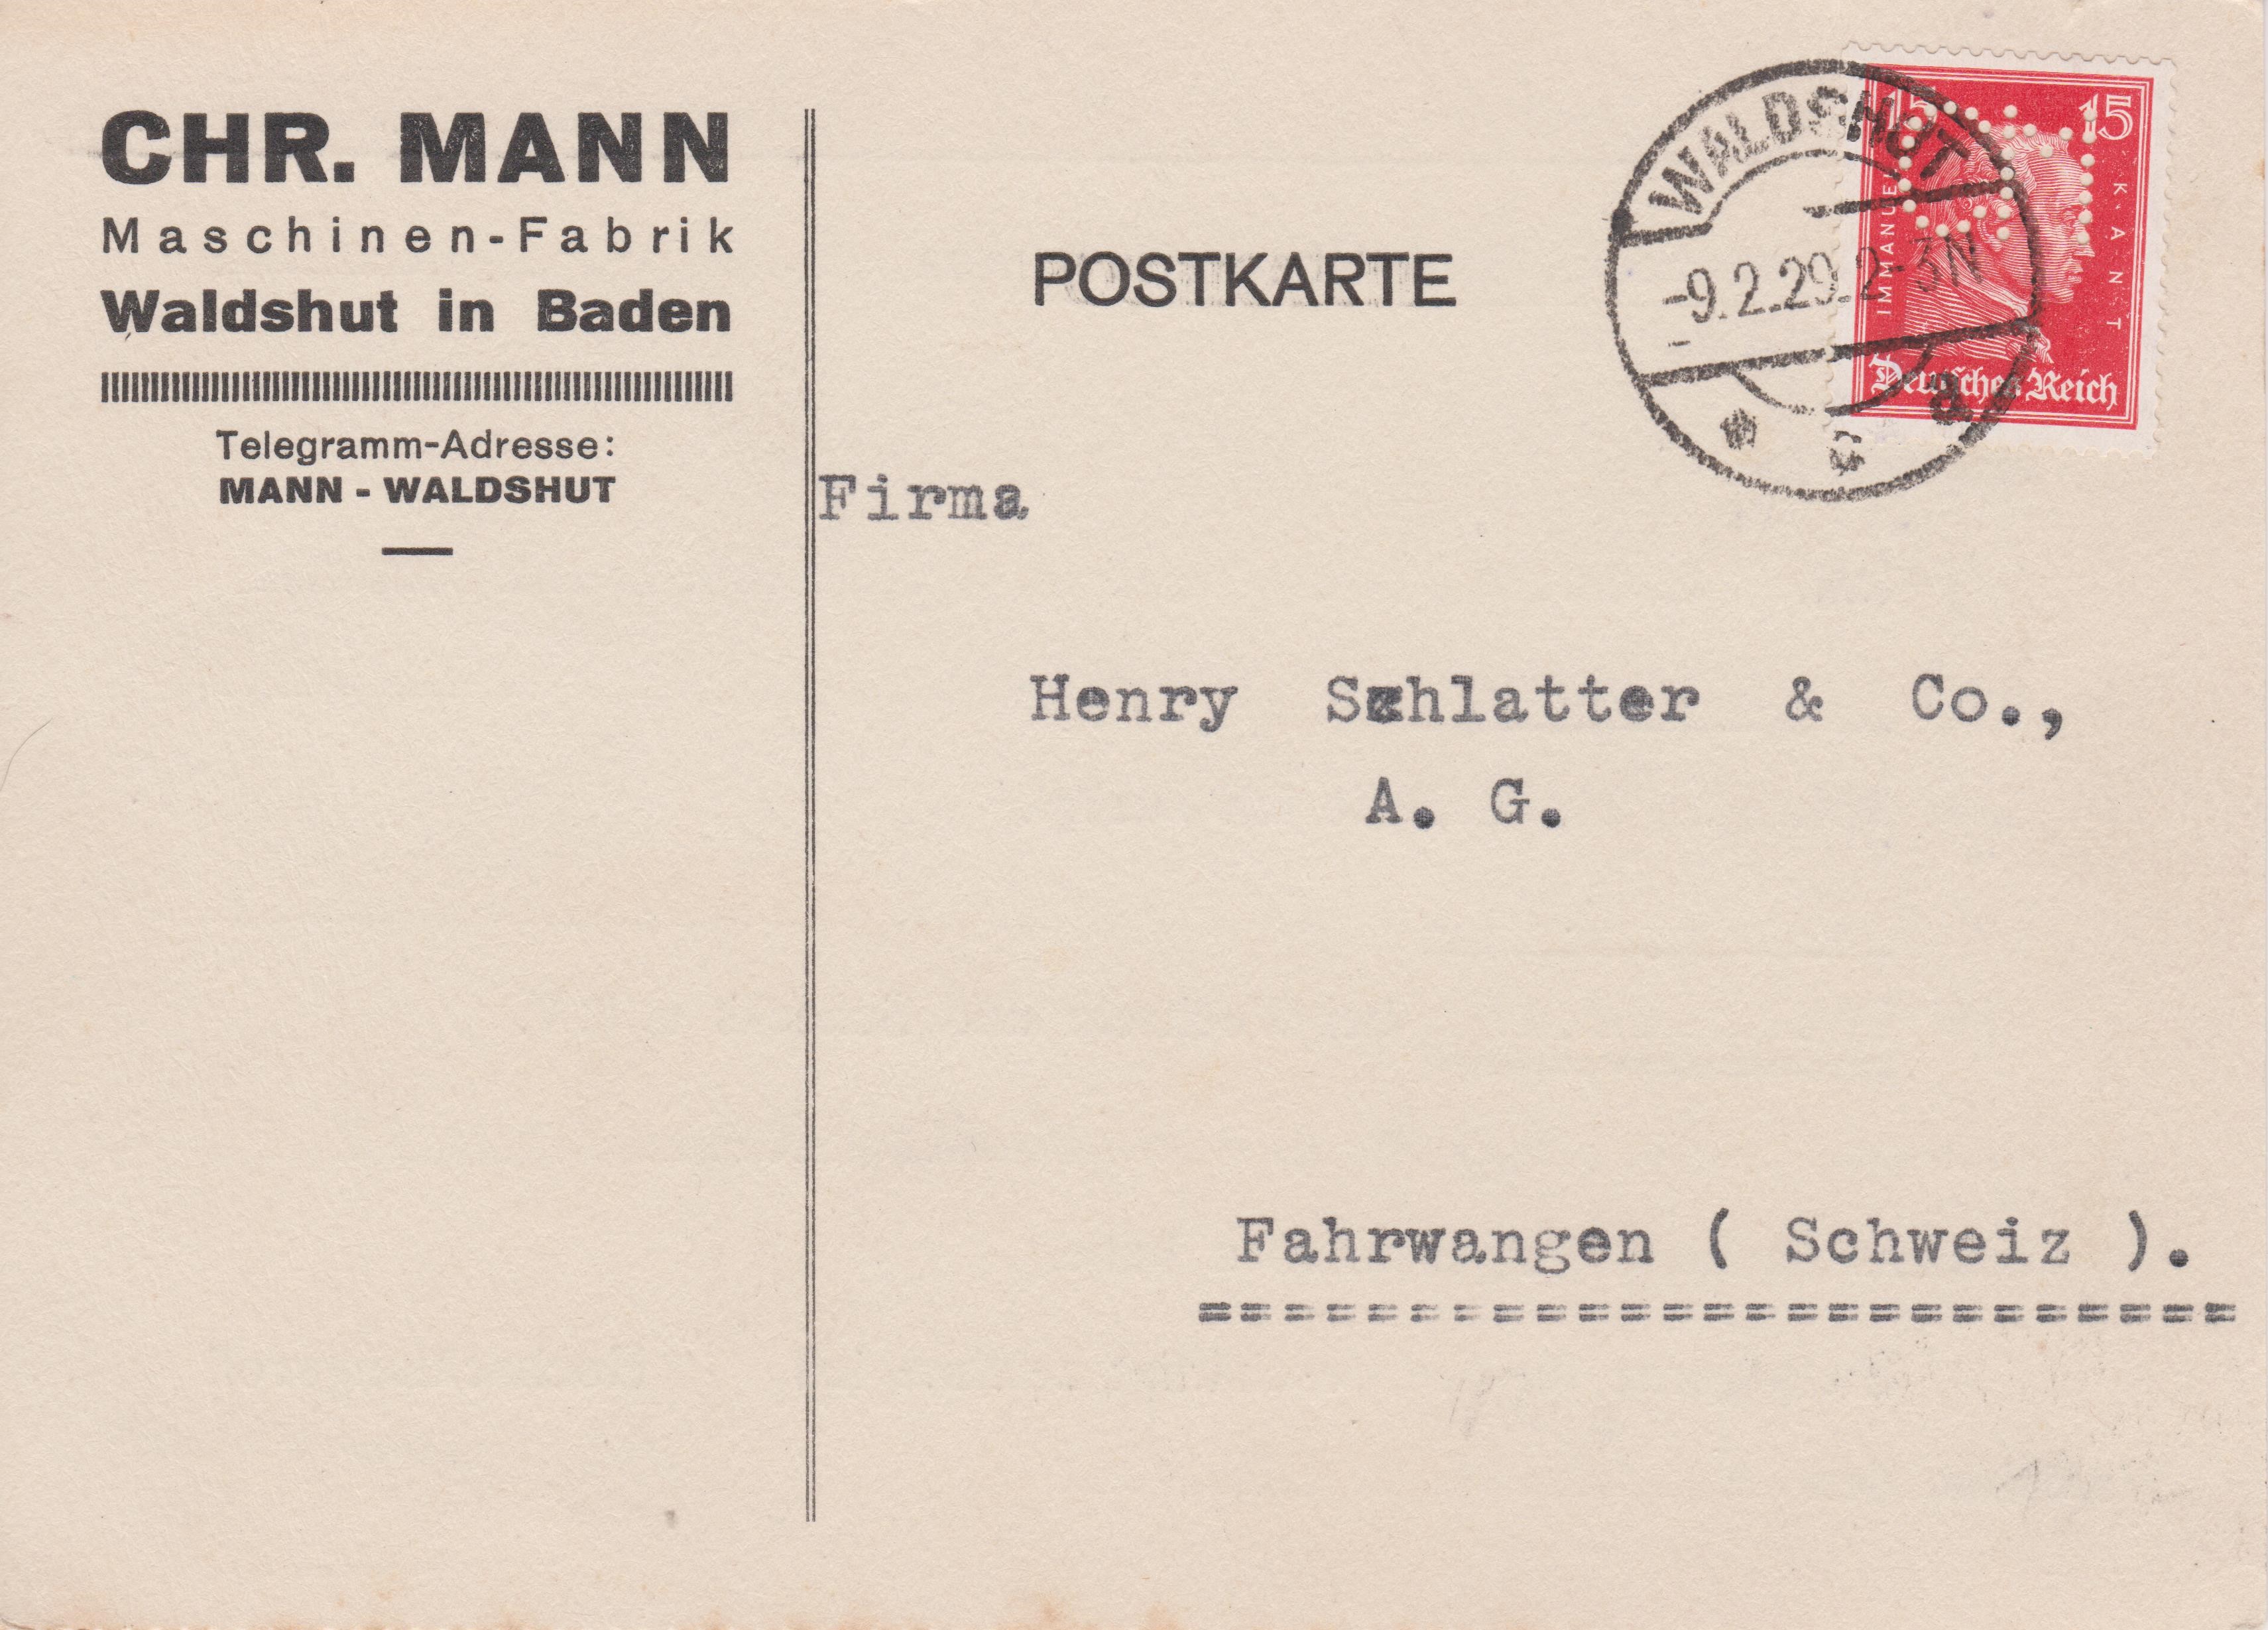 CHR. MANN
Maschinen-Fabrik
Waldshut in Baden
Telegramm-Adresse:
MANN - WALDSHUT
POSTKARTE
WALDSHUT
-9.2.29.2-3N
* a
15 15
IMMANUEL KANT
Deutsches Reich
Firma
Henry Schlatter & Co.,
A. G.
Fahrwangen ( Schweiz ).
==========================